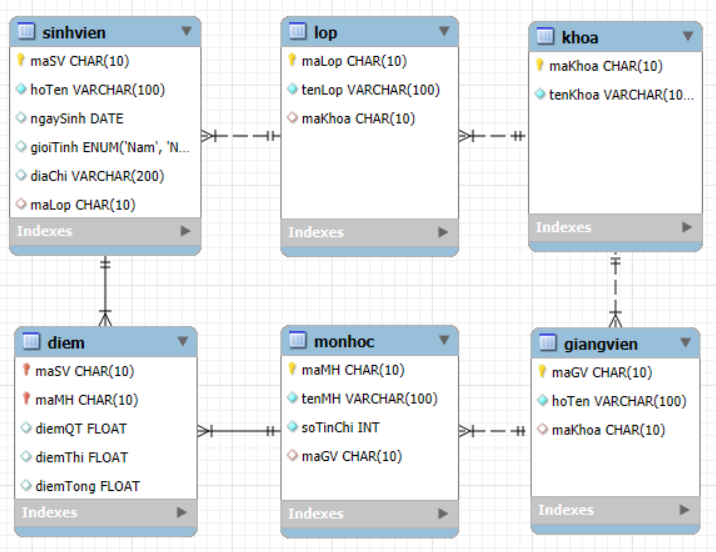 sinhvien
maSV CHAR(10)
hoTen VARCHAR(100)
ngaySinh DATE
gioiTinh ENUM('Nam', 'N...
diaChi VARCHAR(200)
maLop CHAR(10)
Indexes
lop
maLop CHAR(10)
tenLop VARCHAR(100)
maKhoa CHAR(10)
Indexes
khoa
maKhoa CHAR(10)
tenKhoa VARCHAR(10...
Indexes
diem
maSV CHAR(10)
maMH CHAR(10)
diemQT FLOAT
diemThi FLOAT
diemTong FLOAT
Indexes
monhoc
maMH CHAR(10)
tenMH VARCHAR(100)
soTinChi INT
maGV CHAR(10)
Indexes
giangvien
maGV CHAR(10)
hoTen VARCHAR(100)
maKhoa CHAR(10)
Indexes